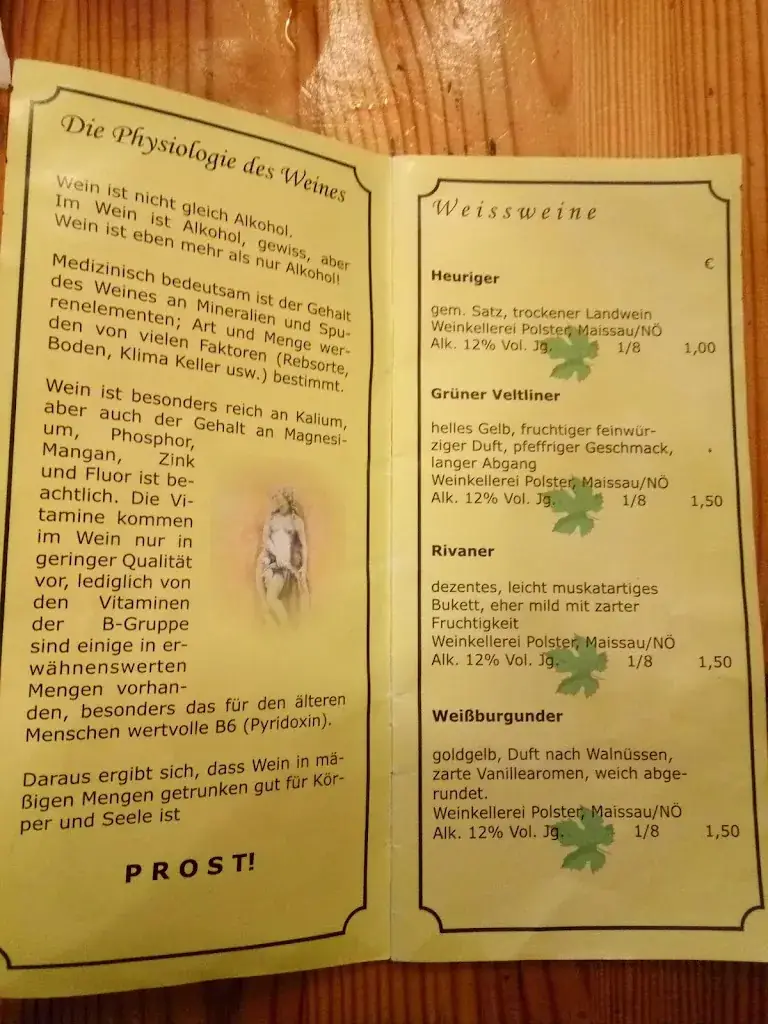 Die Physiologie des Weines
Wein ist nicht gleich Alkohol.
Im Wein ist Alkohol, gewiss, aber
Wein ist eben mehr als nur Alkohol!
Medizinisch bedeutsam ist der Gehalt
des Weines an Mineralien und Spu-
renelementen; Art und Menge wer-
den von vielen Faktoren (Rebsorte,
Boden, Klima Keller usw.) bestimmt.
Wein ist besonders reich an Kalium,
aber auch der Gehalt an Magnesi-
um, Phosphor,
Mangan, Zink
und Fluor ist be-
achtlich. Die Vi-
tamine kommen
im Wein nur in
geringer Qualität
vor, lediglich von
den Vitaminen
der B-Gruppe
sind einige in er-
wähnenswerten
Mengen vorhan-
den, besonders das für den älteren
Menschen wertvolle B6 (Pyridoxin).
Daraus ergibt sich, dass Wein in mä-
ßigen Mengen getrunken gut für Kör-
per und Seele ist
PROST!
Weissweine
€
Heuriger
gem. Satz, trockener Landwein
Weinkellerei Polster, Maissau/NÖ
Alk. 12% Vol. Jg. 1/8 1,00
Grüner Veltliner
helles Gelb, fruchtiger feinwür-
ziger Duft, pfeffriger Geschmack,
langer Abgang
Weinkellerei Polster, Maissau/NÖ
Alk. 12% Vol. Jg. 1/8 1,50
Rivaner
dezentes, leicht muskatartiges
Bukett, eher mild mit zarter
Fruchtigkeit
Weinkellerei Polster, Maissau/NÖ
Alk. 12% Vol. Jg. 1/8 1,50
Weißburgunder
goldgelb, Duft nach Walnüssen,
zarte Vanillearomen, weich abge-
rundet.
Weinkellerei Polster, Maissau/NÖ
Alk. 12% Vol. Jg. 1/8 1,50